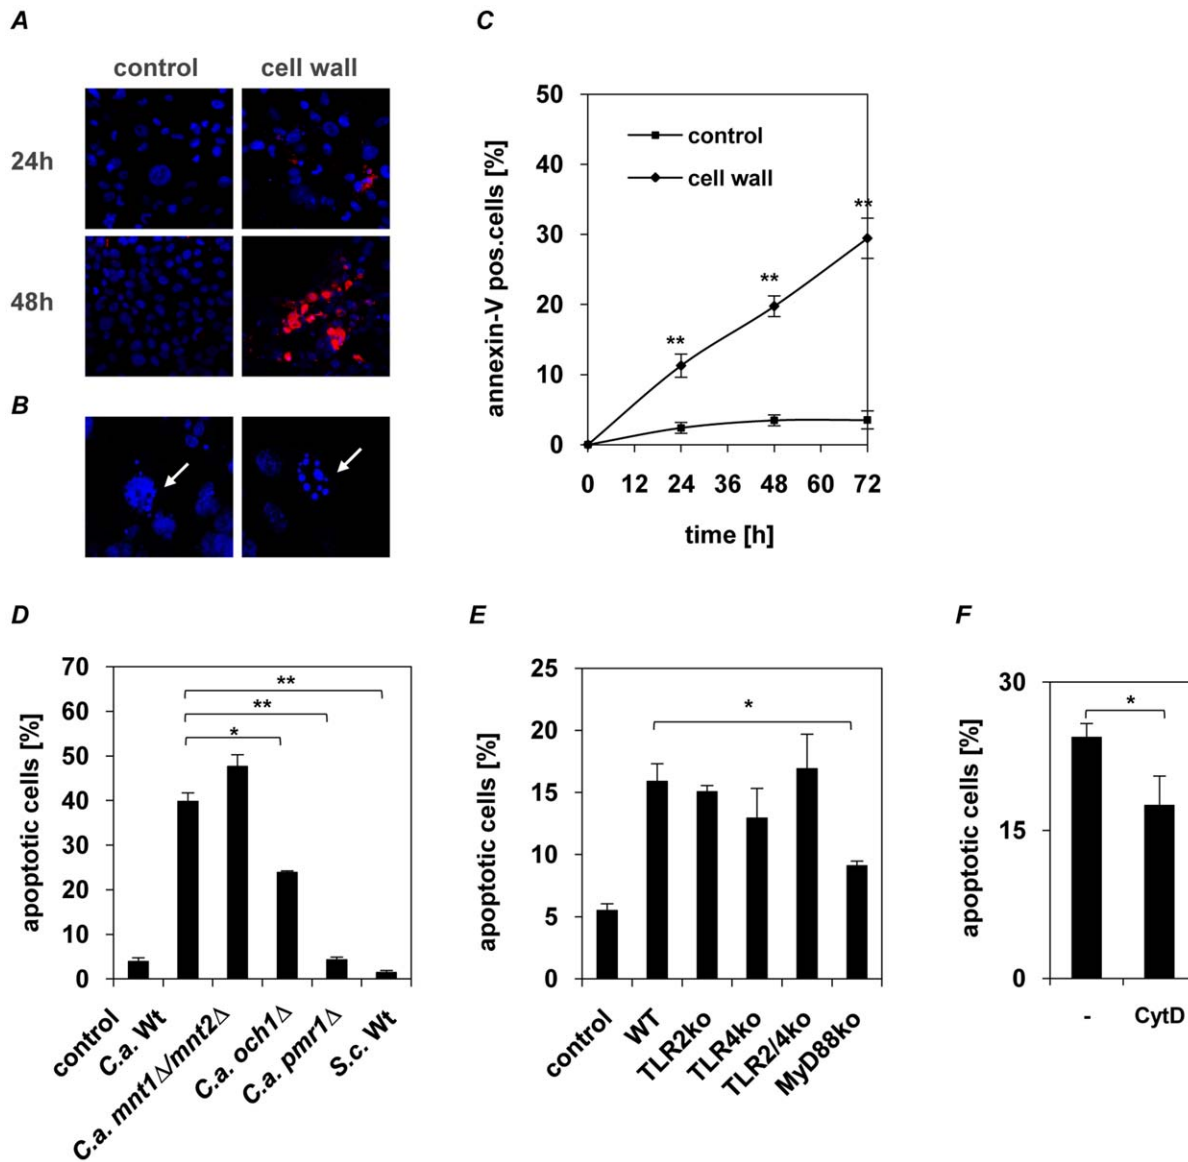 A
control cell wall
24h
48h
B
C
annexin-V pos.cells [%]
50
40
30
20
10
0
control
cell wall
**
**
**
0 12 24 36 48 60 72
time [h]
D
apoptotic cells [%]
70
60
50
40
30
20
10
0
**
**
*
control
C.a. Wt
C.a. mnt1Δ/mnt2Δ
C.a. och1Δ
C.a. pmr1Δ
S.c. Wt
E
apoptotic cells [%]
25
20
15
10
5
0
*
control
WT
TLR2ko
TLR4ko
TLR2/4ko
MyD88ko
F
apoptotic cells [%]
30
15
0
*
- CytD